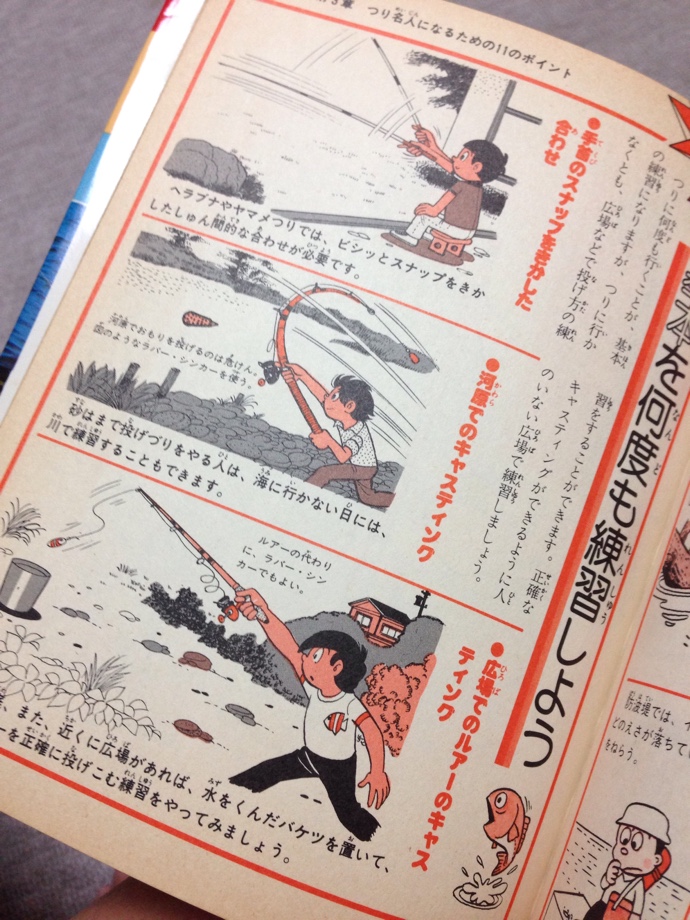 章 つり名人になるための11のポイント
本を何度も練習しよう
つり
も何度も行くことが、基本
の練習になりますが、つりに行か
なくとも、広場などで投げ方の練
習をすることができます。正確な
キャスティングができるように人
のいない広場で練習しましょう。
●手首のスナップをきかした
合わせ
ヘラブナやヤマメつりでは、ビシッとスナップをきか
したしゅん間的な合わせが必要です。
●河原でのキャスティング
河原でおもりを投げるのは危けん。
図のようなラバー・シンカーを使う。
砂はまで投げづりをやる人は、海に行かない日には、
川で練習することもできます。
●広場でのルアーのキャス
ティング
ルアーの代わり
に、ラバー・シン
カーでもよい。
また、近くに広場があれば、水をくんだバケツを置いて、
ーを正確に投げこむ練習をやってみましょう。
防波堤では、イ
どのえさが落ちてい
をねらう。